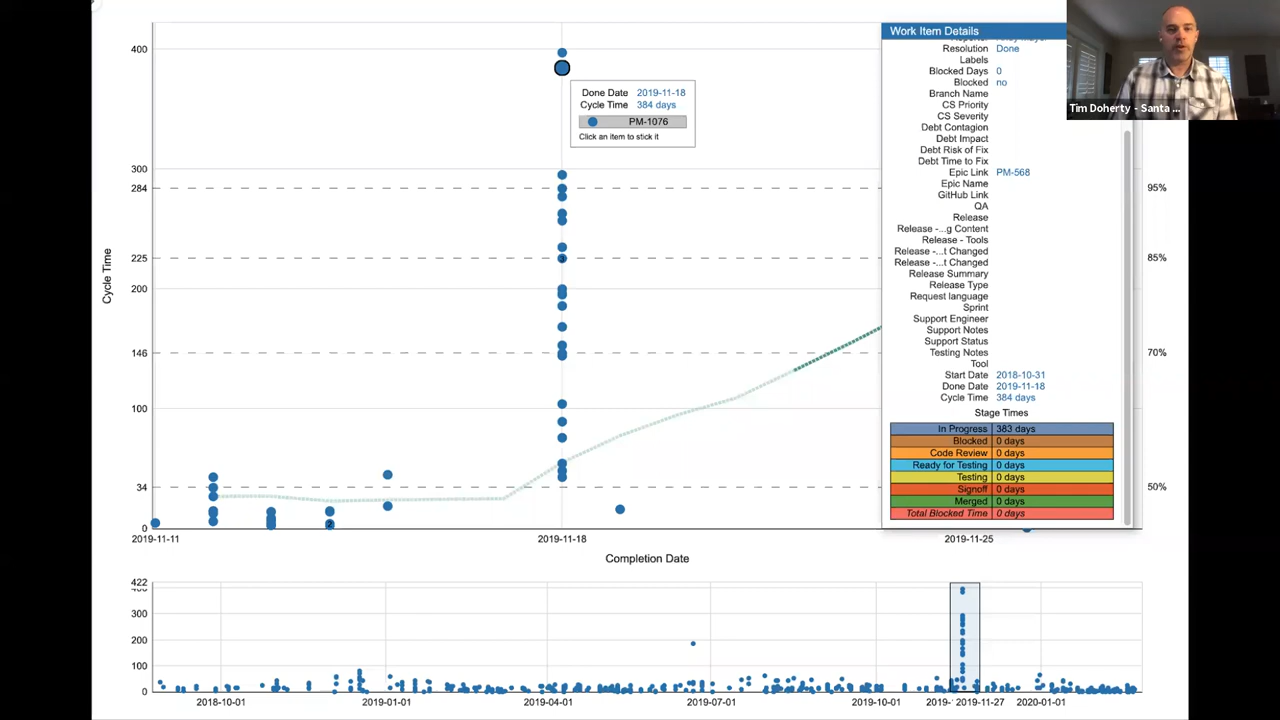 Work Item Details
Resolution Done
Labels
Blocked Days 0
Blocked no
Branch Name
CS Priority
CS Severity
Debt Contagion
Debt Impact
Debt Risk of Fix
Debt Time to Fix
Epic Link PM-568
Epic Name
GitHub Link
QA
Release
Release -...g Content
Release - Tools
Release -...t Changed
Release -...t Changed
Release Summary
Release Type
Request language
Sprint
Support Engineer
Support Notes
Support Status
Testing Notes
Tool
Start Date 2018-10-31
Done Date 2019-11-18
Cycle Time 384 days
Stage Times
In Progress 383 days
Blocked 0 days
Code Review 0 days
Ready for Testing 0 days
Testing 0 days
Signoff 0 days
Merged 0 days
Total Blocked Time 0 days
Tim Doherty - Santa ...
Done Date 2019-11-18
Cycle Time 384 days
PM-1076
Click an item to stick it
Cycle Time
400
300
284
225
200
146
100
34
0
95%
85%
70%
50%
3
2
2019-11-11
2019-11-18
2019-11-25
Completion Date
422
300
200
100
0
2018-10-01
2019-01-01
2019-04-01
2019-07-01
2019-10-01
2019-
2019-11-27
2020-01-01